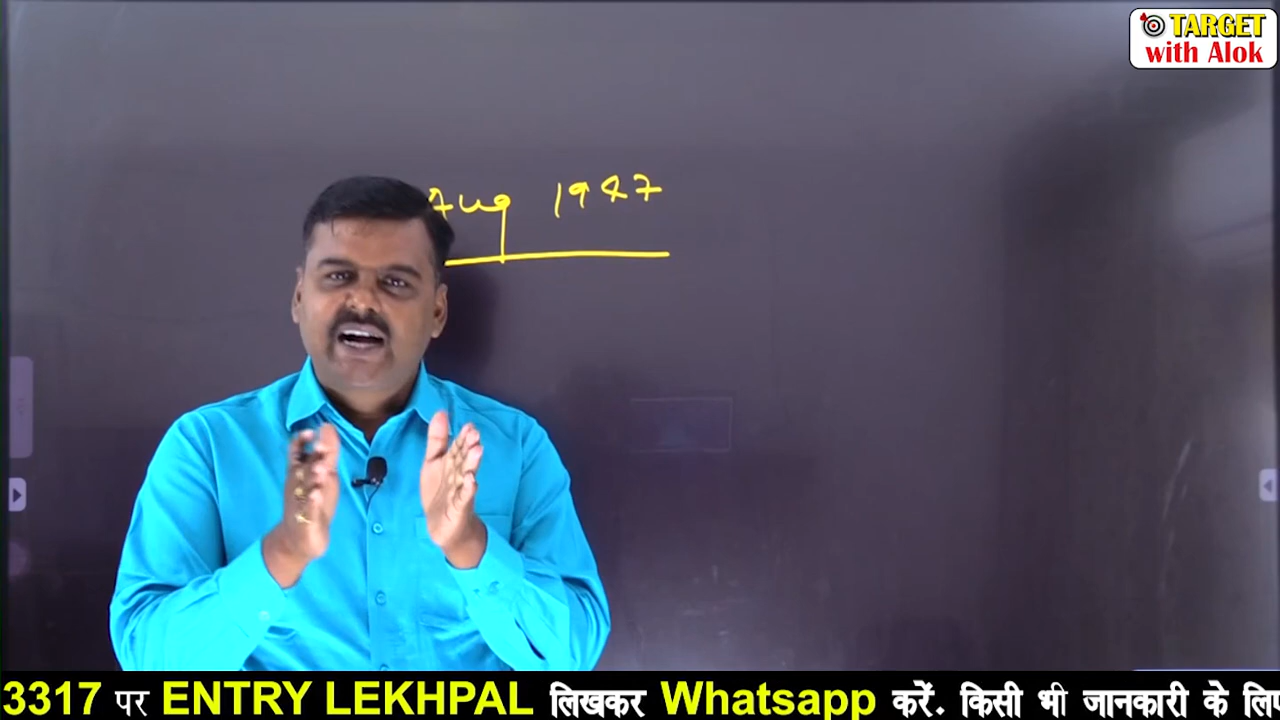 TARGET
with Alok
Aug 1947
3317 पर ENTRY LEKHPAL लिखकर Whatsapp करें. किसी भी जानकारी के लिए